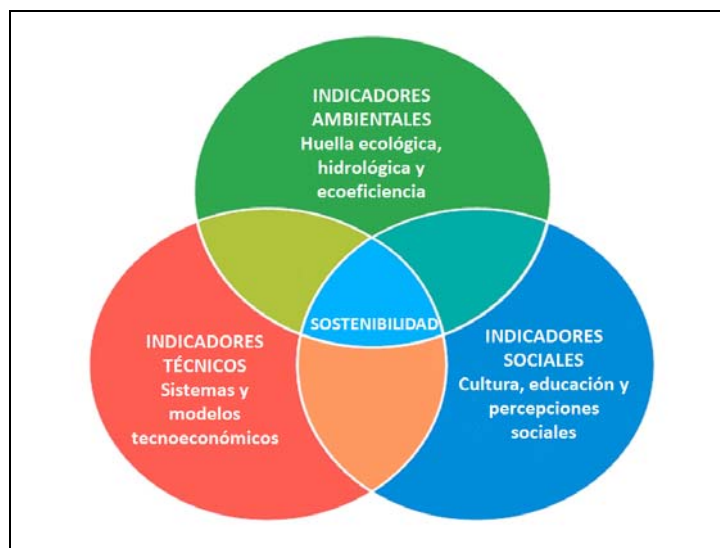 INDICADORES
AMBIENTALES
Huella ecológica,
hidrológica y
ecoeficiencia
SOSTENIBILIDAD
INDICADORES
TÉCNICOS
Sistemas y
modelos
tecnoeconómicos
INDICADORES
SOCIALES
Cultura, educación y
percepciones
sociales